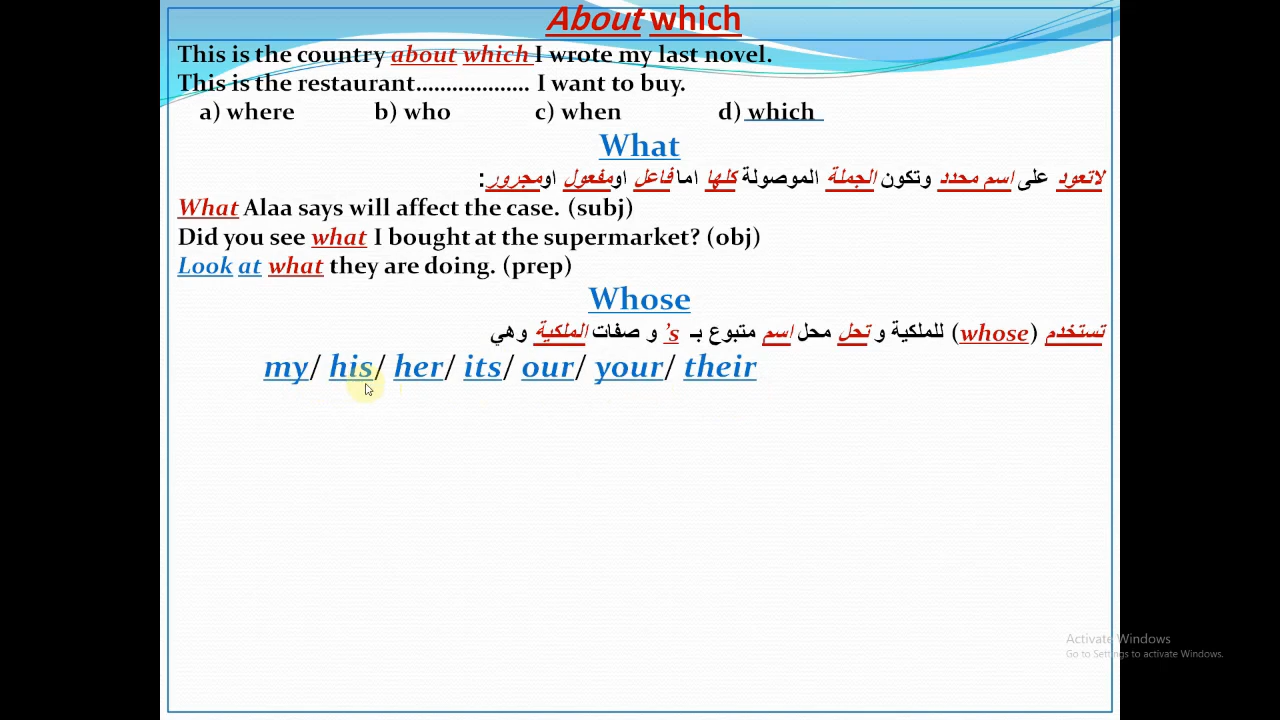 About which
This is the country about which I wrote my last novel.
This is the restaurant................... I want to buy.
a) where b) who c) when d) which
What
لاتعود على اسم محدد وتكون الجملة الموصولة كلها اما فاعل اومفعول اومجرور:
What Alaa says will affect the case. (subj)
Did you see what I bought at the supermarket? (obj)
Look at what they are doing. (prep)
Whose
تستخدم (whose) للملكية و تحل محل اسم متبوع بـ 's و صفات الملكية وهي
my/ his/ her/ its/ our/ your/ their
Activate Windows
Go to Settings to activate Windows.